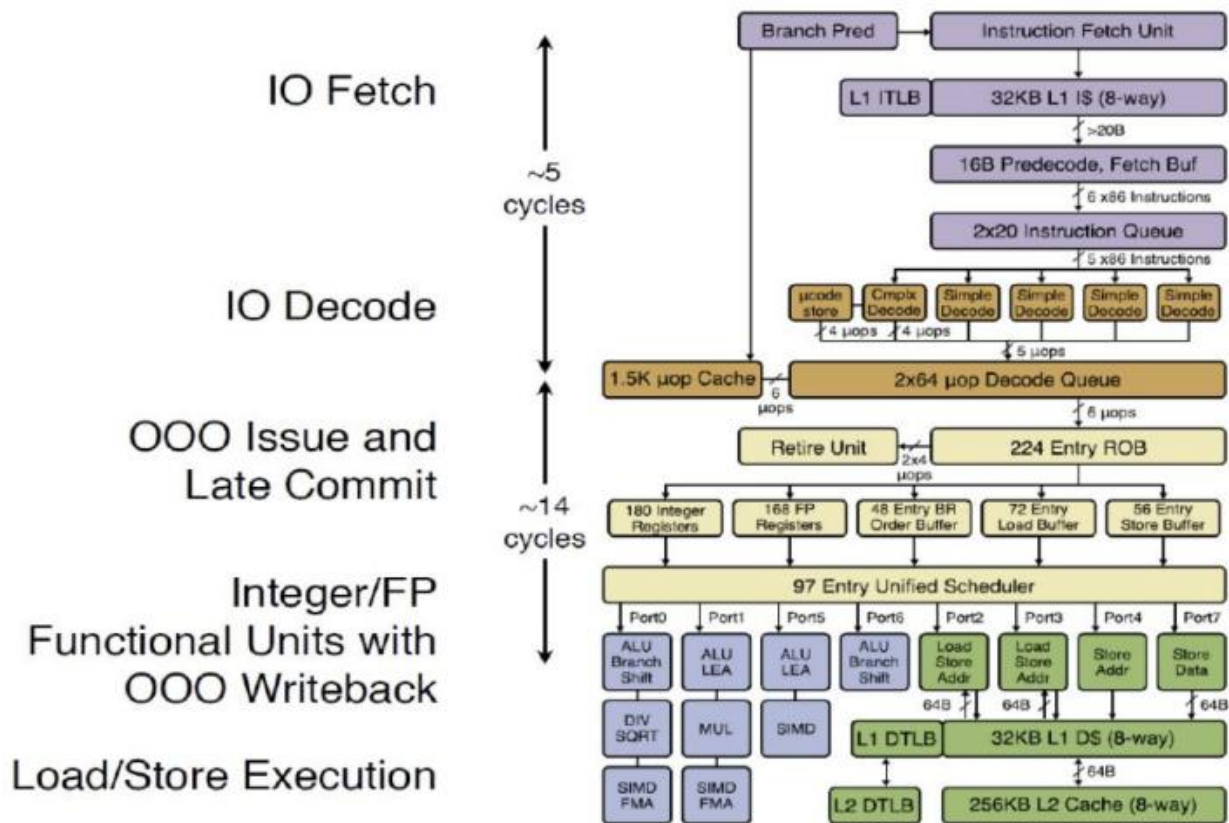 IO Fetch
~5
cycles
IO Decode
OOO Issue and
Late Commit
~14
cycles
Integer/FP
Functional Units with
OOO Writeback
Load/Store Execution
Branch Pred
Instruction Fetch Unit
L1 ITLB
32KB L1 I$ (8-way)
>20B
16B Predecode, Fetch Buf
6 x86 Instructions
2x20 Instruction Queue
5 x86 Instructions
μcode
store
Cmplx
Decode
Simple
Decode
Simple
Decode
Simple
Decode
Simple
Decode
4 μops
4 μops
5 μops
1.5K μop Cache
6
μops
2x64 μop Decode Queue
6 μops
Retire Unit
2x4
μops
224 Entry ROB
180 Integer
Registers
168 FP
Registers
48 Entry BR
Order Buffer
72 Entry
Load Buffer
56 Entry
Store Buffer
97 Entry Unified Scheduler
Port0
Port1
Port5
Port6
Port2
Port3
Port4
Port7
ALU
Branch
Shift
ALU
LEA
ALU
LEA
ALU
Branch
Shift
Load
Store
Addr
Load
Store
Addr
Store
Addr
Store
Data
64B
64B
64B
DIV
SQRT
MUL
SIMD
L1 DTLB
32KB L1 D$ (8-way)
64B
SIMD
FMA
SIMD
FMA
L2 DTLB
256KB L2 Cache (8-way)